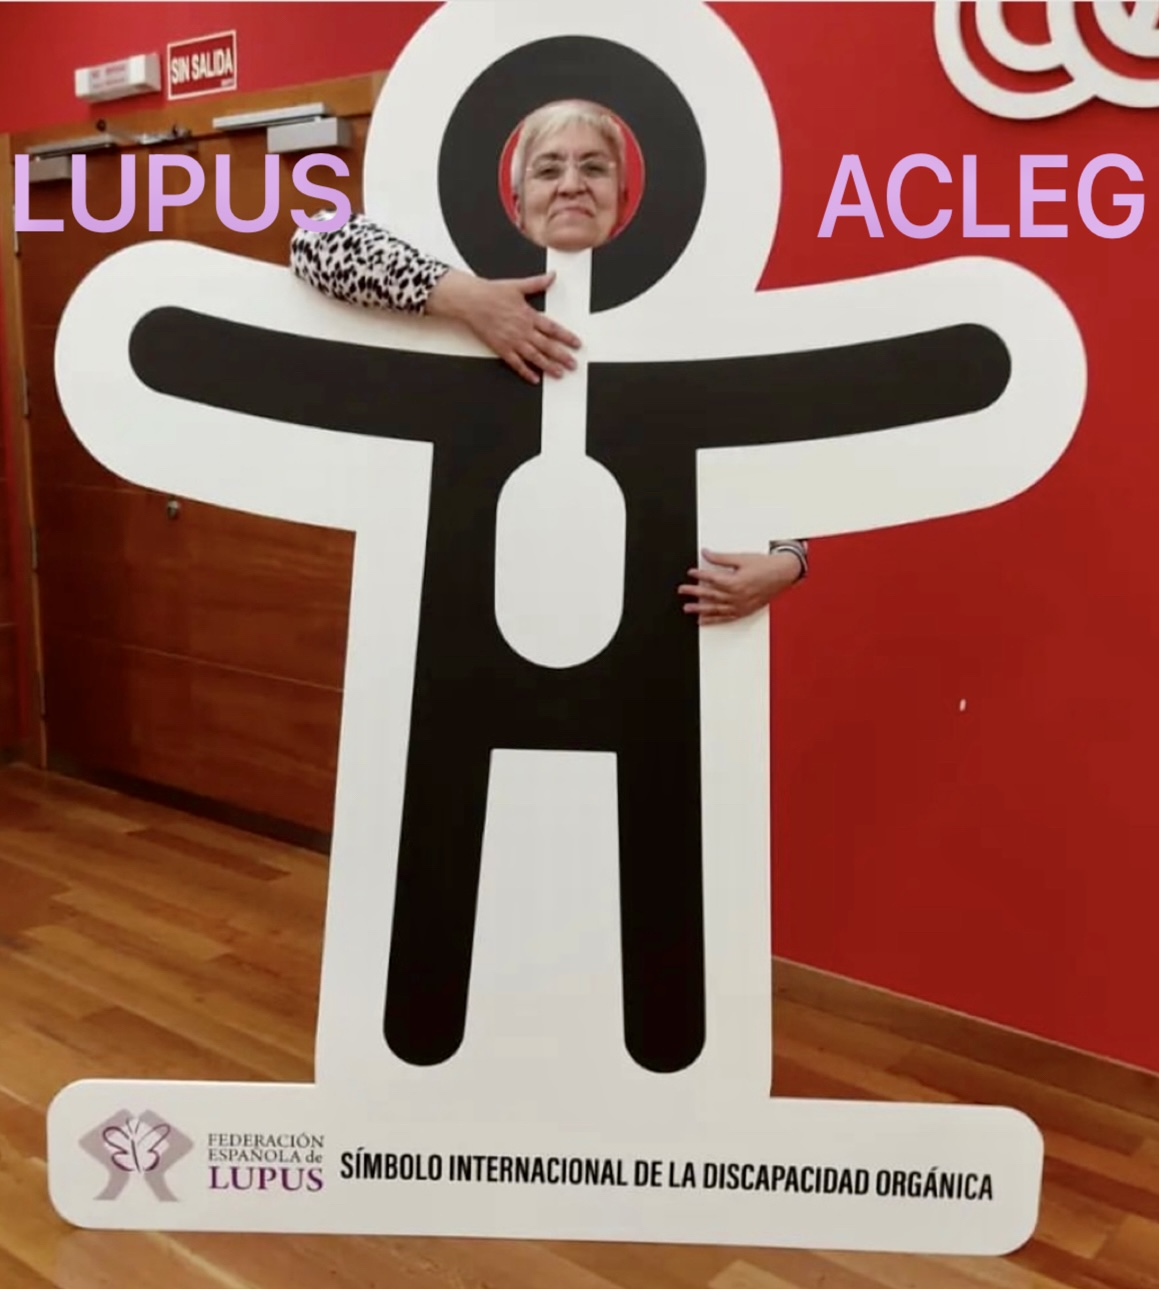 SIN SALIDA
LUPUS ACLEG
FEDERACIÓN
ESPAÑOLA de
LUPUS
SÍMBOLO INTERNACIONAL DE LA DISCAPACIDAD ORGÁNICA